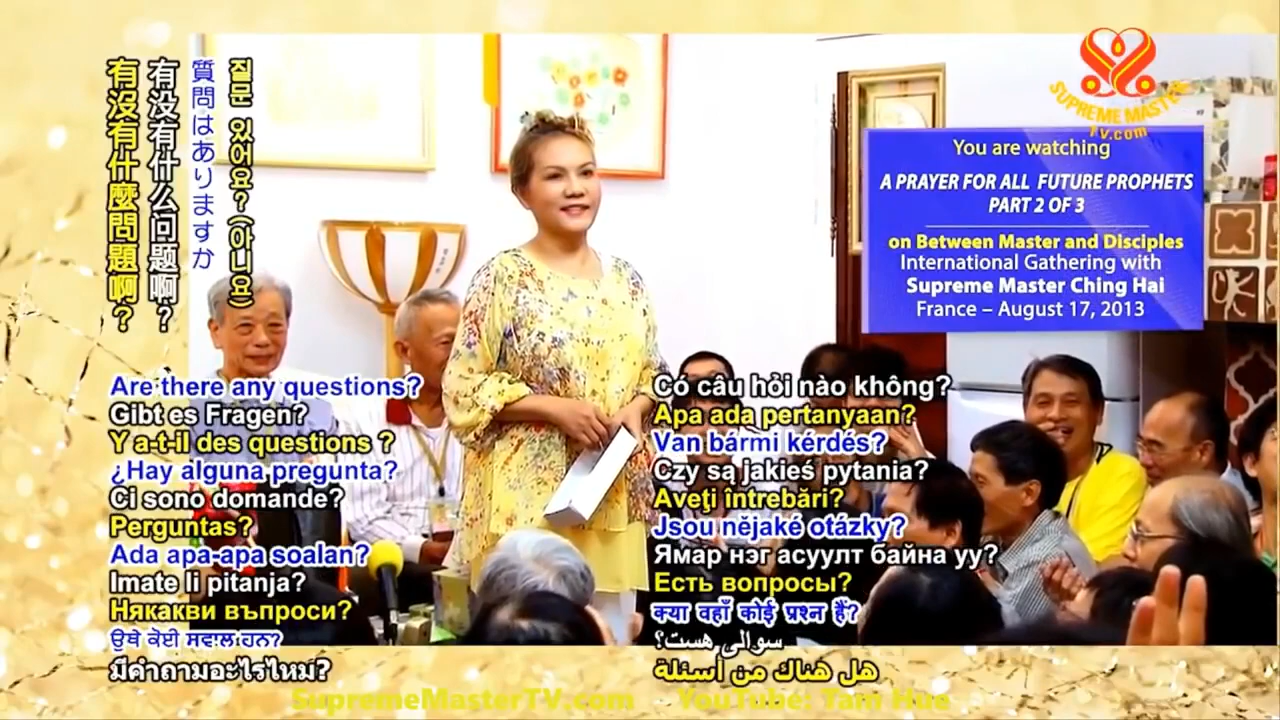 有沒有什麼問題啊？
有没有什么问题啊？
質問はありますか
질문 있어요? (아니요)
SUPREME MASTER
TV.com
You are watching
A PRAYER FOR ALL FUTURE PROPHETS
PART 2 OF 3
on Between Master and Disciples
International Gathering with
Supreme Master Ching Hai
France – August 17, 2013
Are there any questions?
Gibt es Fragen?
Y a-t-il des questions ?
¿Hay alguna pregunta?
Ci sono domande?
Perguntas?
Ada apa-apa soalan?
Imate li pitanja?
Някакви въпроси?
ਉਥੇ ਕੋਈ ਸਵਾਲ ਹਨ?
มีคำถามอะไรไหม?
Có câu hỏi nào không?
Apa ada pertanyaan?
Van bármi kérdés?
Czy są jakieś pytania?
Aveţi întrebări?
Jsou nějaké otázky?
Ямар нэг асуулт байна уу?
Есть вопросы?
क्या वहाँ कोई प्रश्न हैं?
سوالی هست؟
هل هناك من أسئلة
SupremeMasterTV.com YouTube: Tam Hue